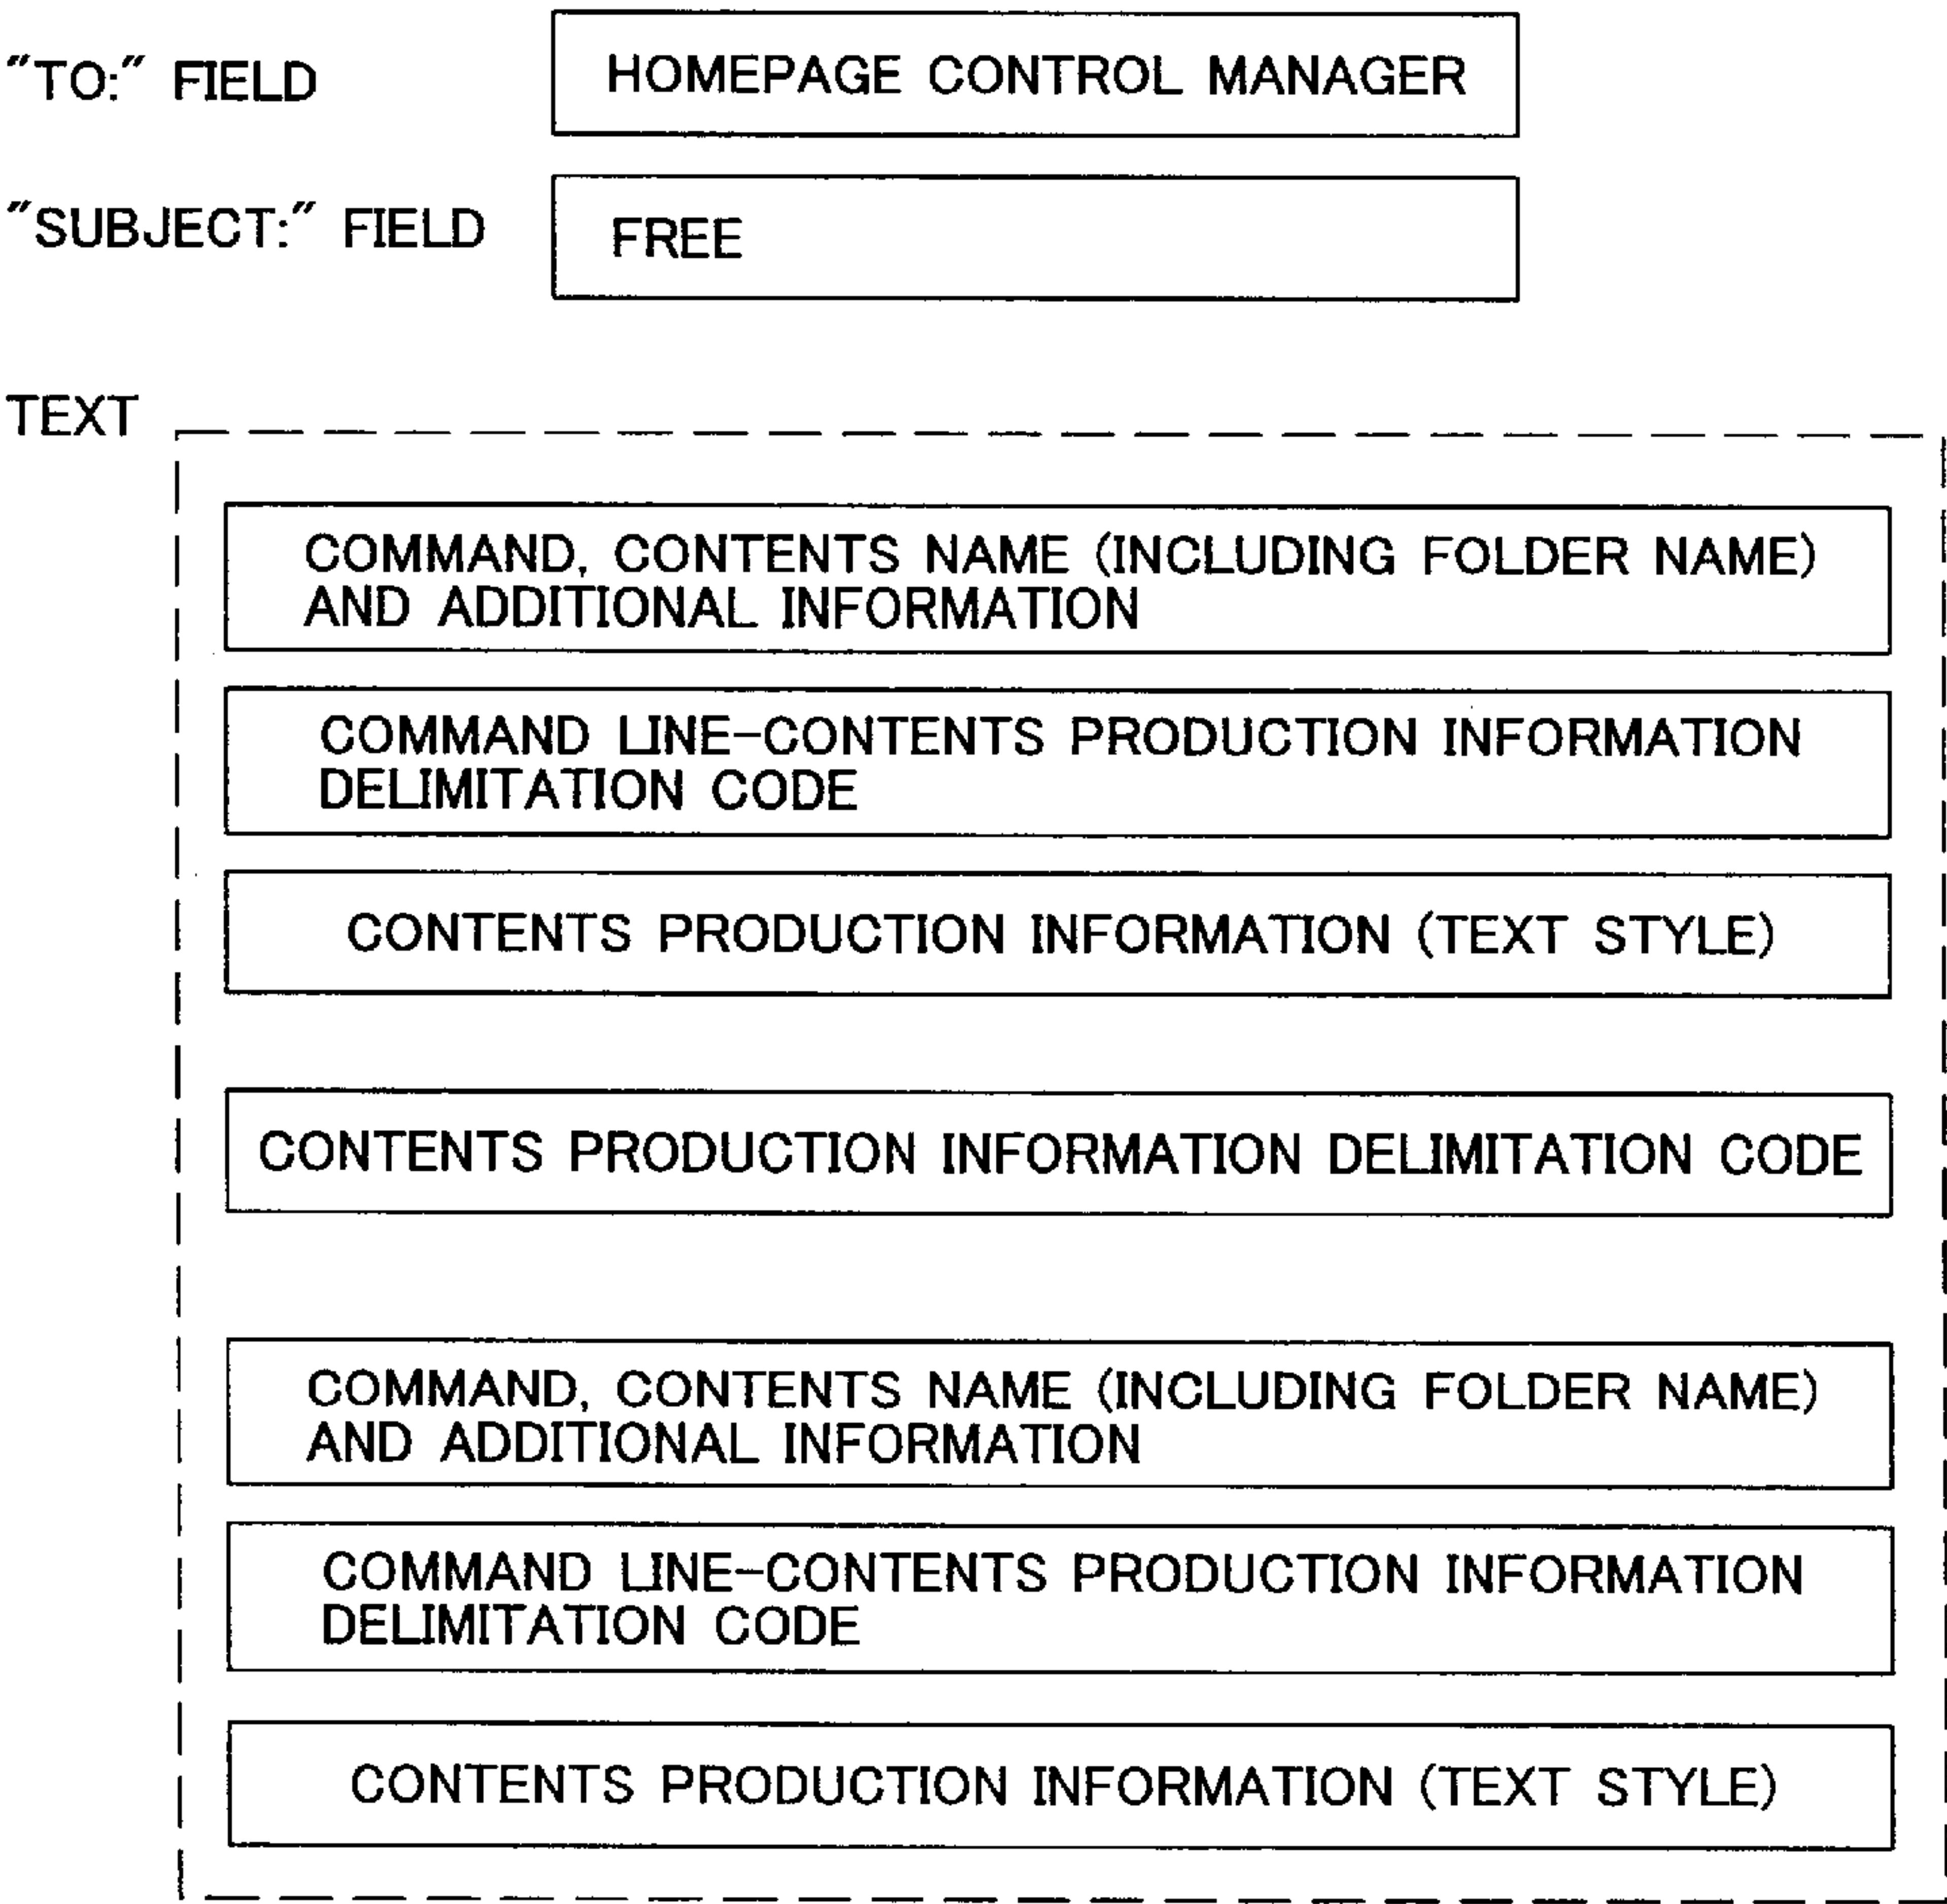 "TO:" FIELD
HOMEPAGE CONTROL MANAGER
"SUBJECT:" FIELD
FREE
TEXT
COMMAND, CONTENTS NAME (INCLUDING FOLDER NAME)
AND ADDITIONAL INFORMATION
COMMAND LINE-CONTENTS PRODUCTION INFORMATION
DELIMITATION CODE
CONTENTS PRODUCTION INFORMATION (TEXT STYLE)
CONTENTS PRODUCTION INFORMATION DELIMITATION CODE
COMMAND, CONTENTS NAME (INCLUDING FOLDER NAME)
AND ADDITIONAL INFORMATION
COMMAND LINE-CONTENTS PRODUCTION INFORMATION
DELIMITATION CODE
CONTENTS PRODUCTION INFORMATION (TEXT STYLE)